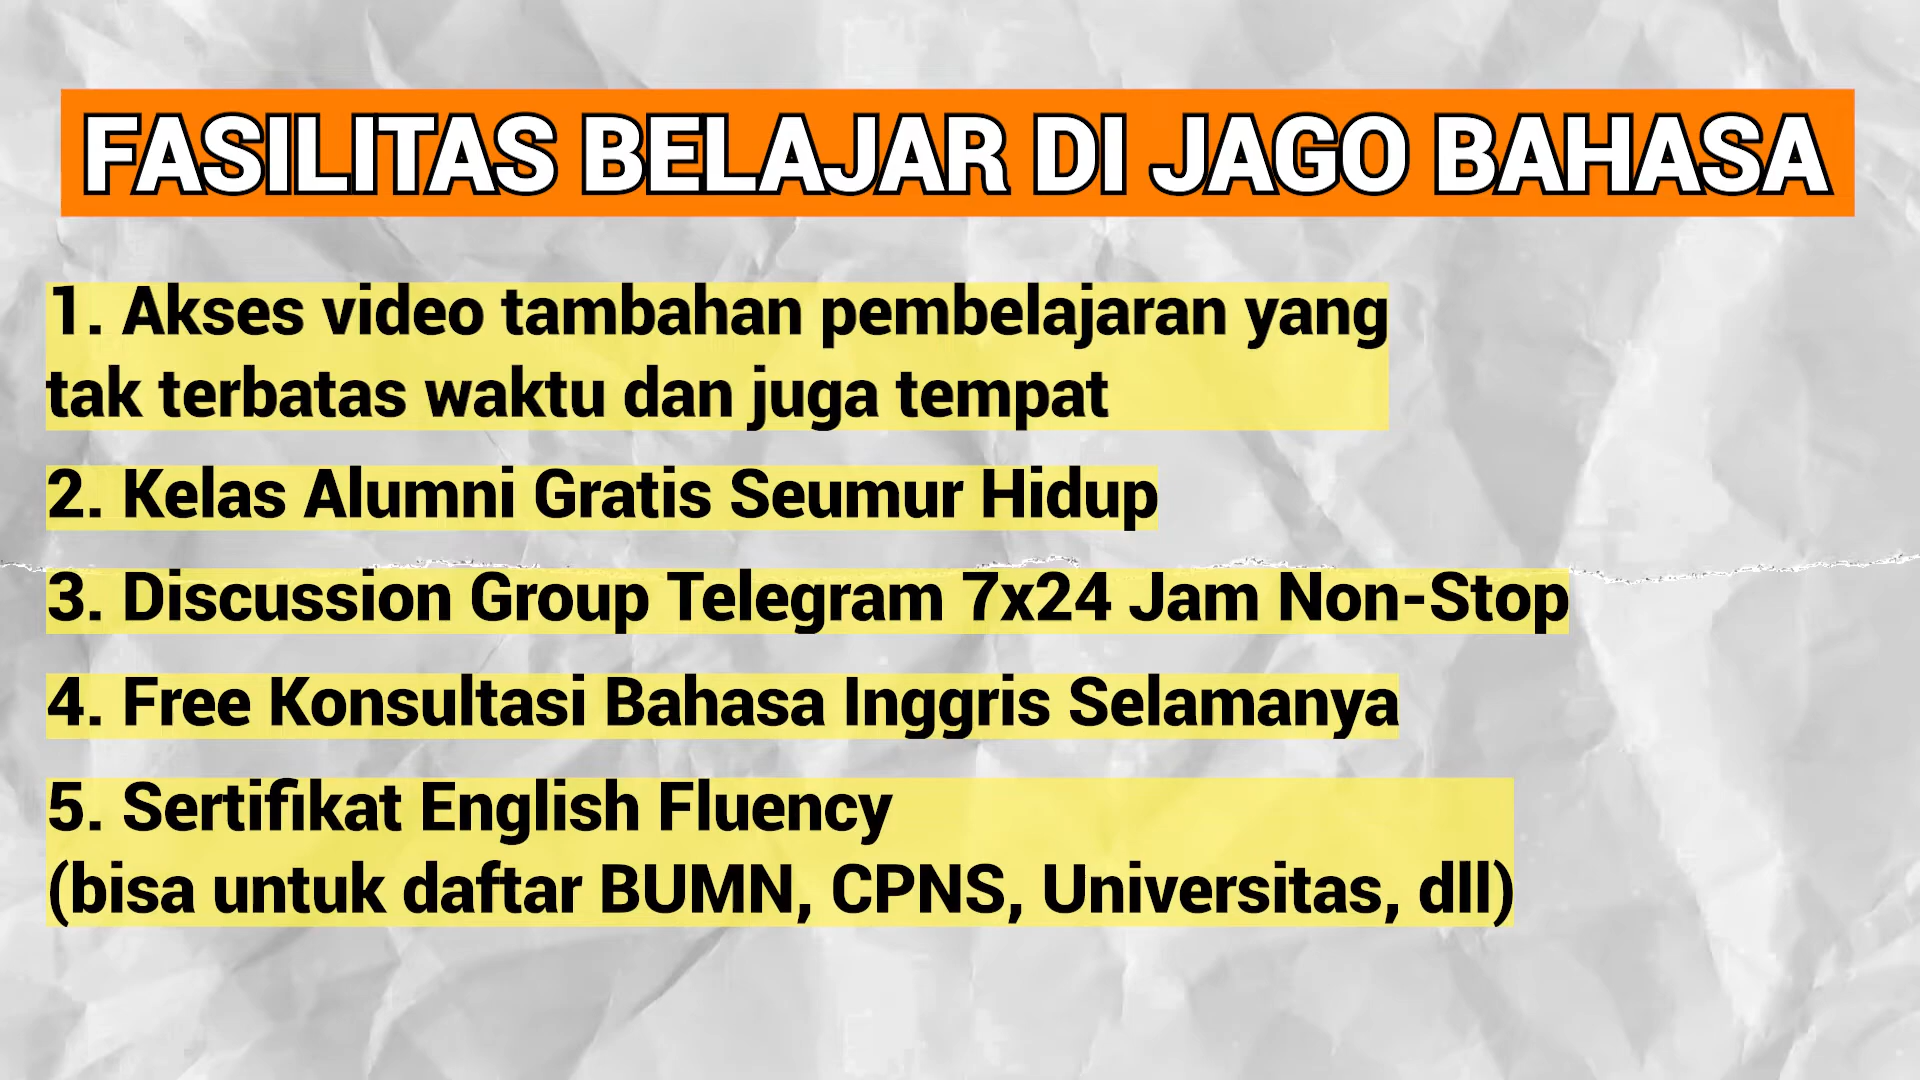 FASILITAS BELAJAR DI JAGO BAHASA
1. Akses video tambahan pembelajaran yang
tak terbatas waktu dan juga tempat
2. Kelas Alumni Gratis Seumur Hidup
3. Discussion Group Telegram 7x24 Jam Non-Stop
4. Free Konsultasi Bahasa Inggris Selamanya
5. Sertifikat English Fluency
(bisa untuk daftar BUMN, CPNS, Universitas, dll)